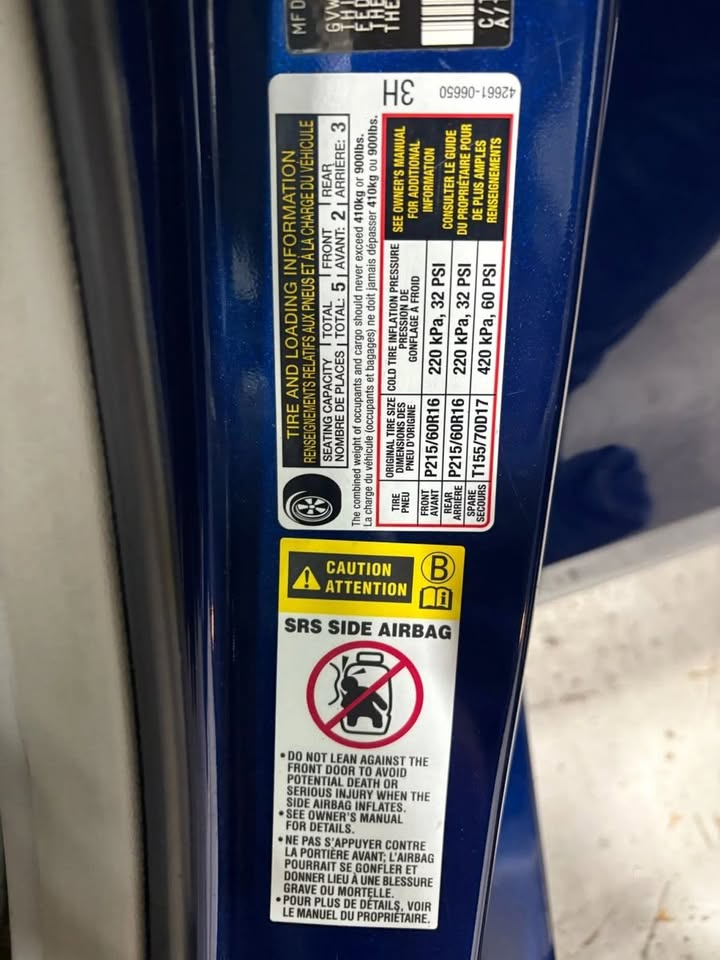 MFD
GVW
THI
FED
THE
THE
C/T
A/T
TIRE AND LOADING INFORMATION
RENSEIGNEMENTS RELATIFS AUX PNEUS ET À LA CHARGE DU VÉHICULE
SEATING CAPACITY TOTAL 5 FRONT 2 REAR 3
NOMBRE DE PLACES TOTAL: AVANT: ARRIÈRE:
The combined weight of occupants and cargo should never exceed 410kg or 900lbs.
La charge du véhicule (occupants et bagages) ne doit jamais dépasser 410kg ou 900lbs.
TIRE
PNEU
ORIGINAL TIRE SIZE
DIMENSIONS DES
PNEU D'ORIGINE
COLD TIRE INFLATION PRESSURE
PRESSION DE
GONFLAGE À FROID
FRONT
AVANT
P215/60R16
220 kPa, 32 PSI
REAR
ARRIÈRE
P215/60R16
220 kPa, 32 PSI
SPARE
SECOURS
T155/70D17
420 kPa, 60 PSI
SEE OWNER'S MANUAL
FOR ADDITIONAL
INFORMATION
CONSULTER LE GUIDE
DU PROPRIÉTAIRE POUR
DE PLUS AMPLES
RENSEIGNEMENTS
3H
42661-06650
CAUTION
ATTENTION
B
SRS SIDE AIRBAG
• DO NOT LEAN AGAINST THE
FRONT DOOR TO AVOID
POTENTIAL DEATH OR
SERIOUS INJURY WHEN THE
SIDE AIRBAG INFLATES.
• SEE OWNER'S MANUAL
FOR DETAILS.
• NE PAS S'APPUYER CONTRE
LA PORTIÈRE AVANT; L'AIRBAG
POURRAIT SE GONFLER ET
DONNER LIEU À UNE BLESSURE
GRAVE OU MORTELLE.
• POUR PLUS DE DÉTAILS, VOIR
LE MANUEL DU PROPRIÉTAIRE.